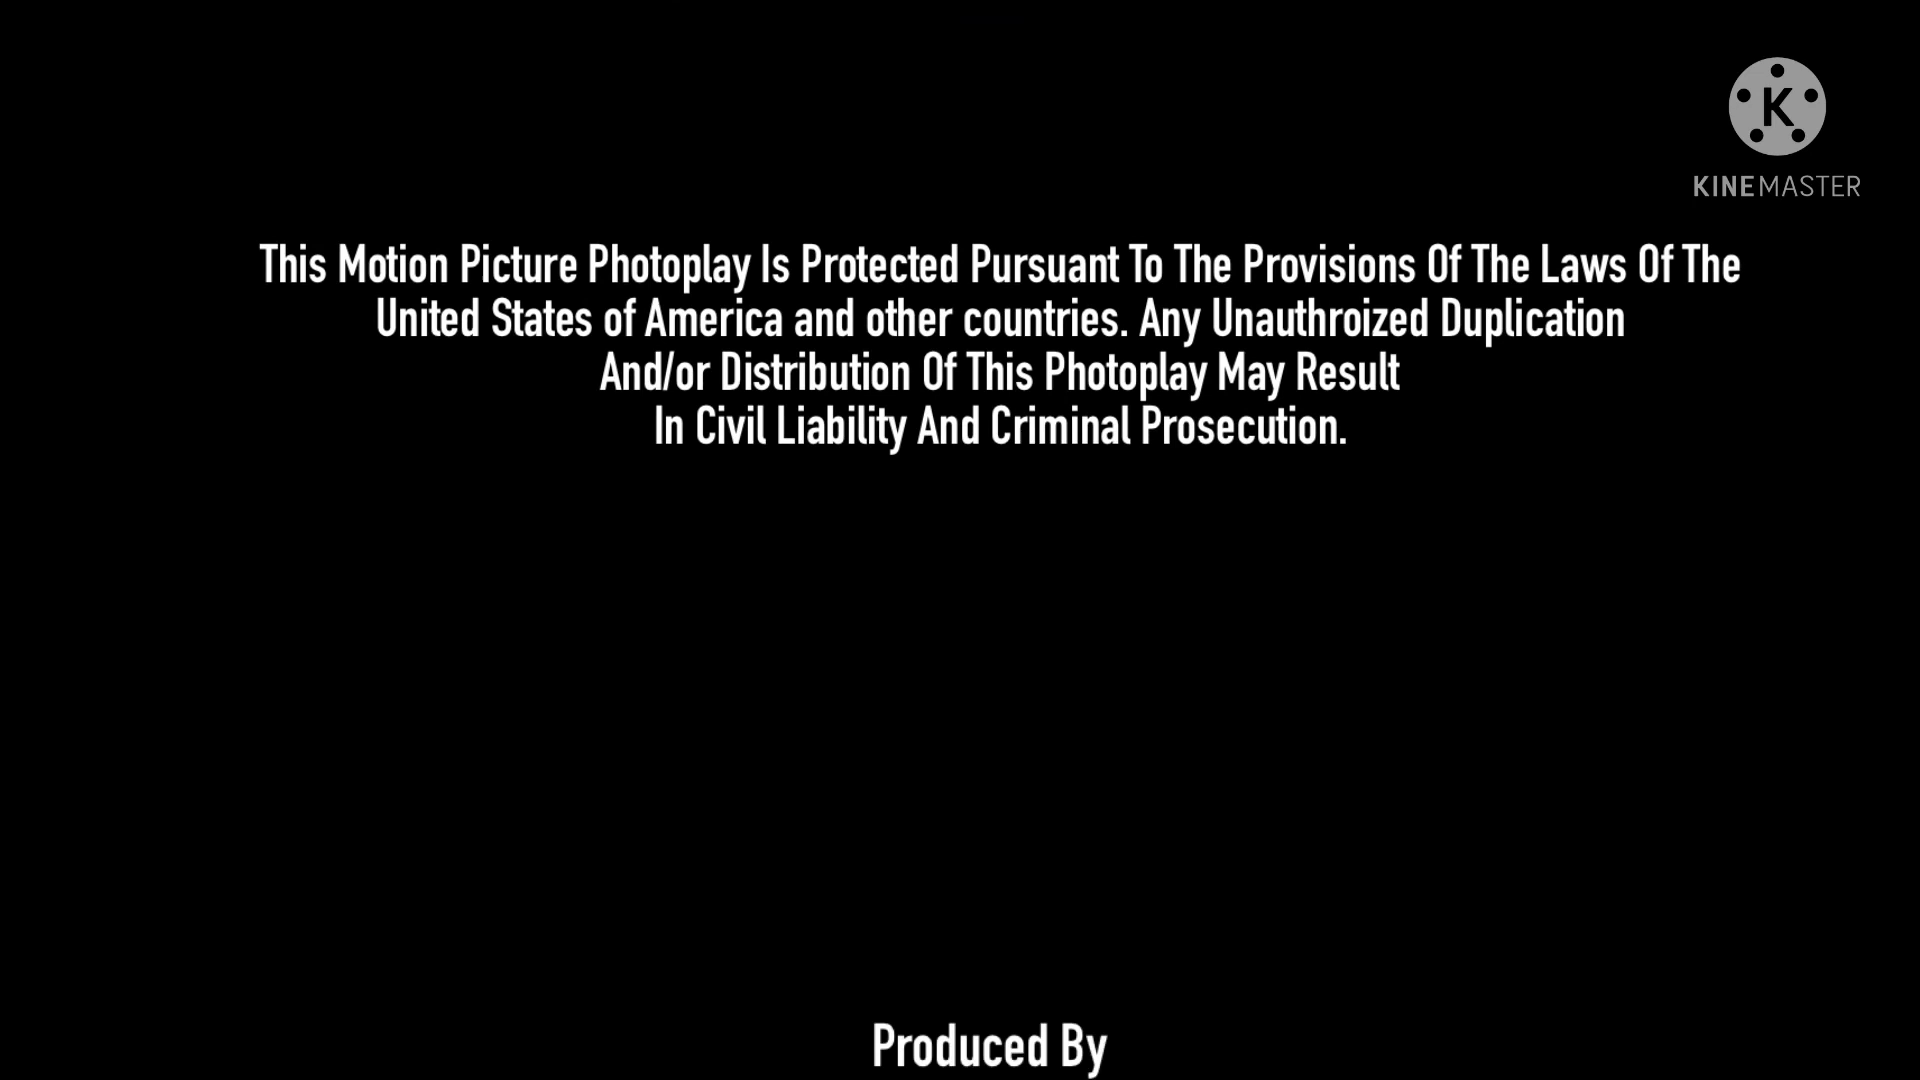 K
KINEMASTER
This Motion Picture Photoplay Is Protected Pursuant To The Provisions Of The Laws Of The
United States of America and other countries. Any Unauthroized Duplication
And/or Distribution Of This Photoplay May Result
In Civil Liability And Criminal Prosecution.
Produced By